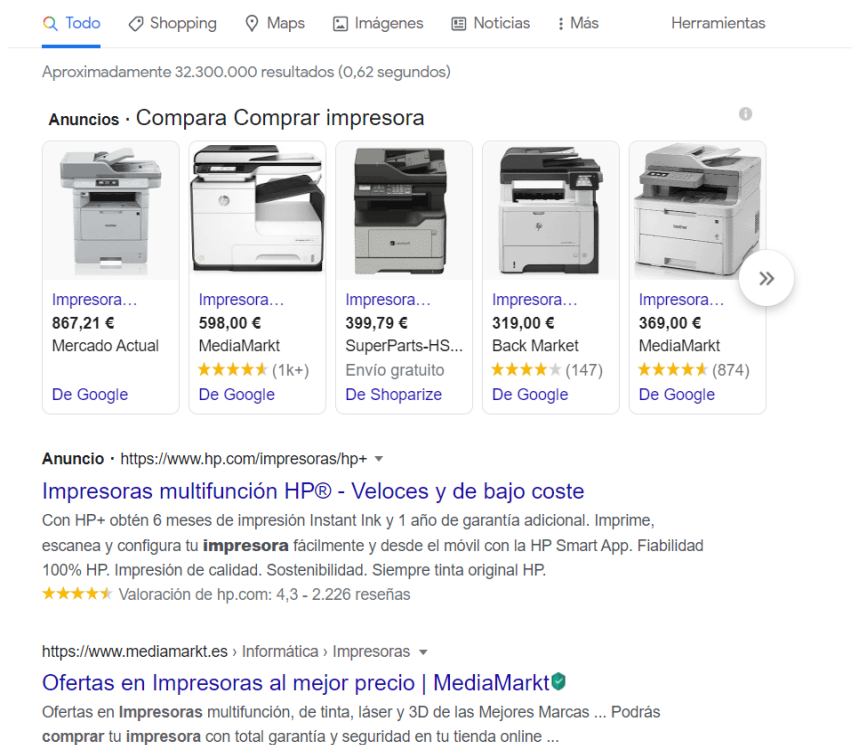 Todo Shopping Maps Imágenes Noticias Más Herramientas
Aproximadamente 32.300.000 resultados (0,62 segundos)
Anuncios · Compara Comprar impresora
Impresora...
867,21 €
Mercado Actual
De Google
Impresora...
598,00 €
MediaMarkt
(1k+)
De Google
Impresora...
399,79 €
SuperParts-HS...
Envío gratuito
De Shoparize
Impresora...
319,00 €
Back Market
(147)
De Google
Impresora...
369,00 €
MediaMarkt
(874)
De Google
Anuncio · https://www.hp.com/impresoras/hp+
Impresoras multifunción HP® - Veloces y de bajo coste
Con HP+ obtén 6 meses de impresión Instant Ink y 1 año de garantía adicional. Imprime,
escanea y configura tu impresora fácilmente y desde el móvil con la HP Smart App. Fiabilidad
100% HP. Impresión de calidad. Sostenibilidad. Siempre tinta original HP.
Valoración de hp.com: 4,3 - 2.226 reseñas
https://www.mediamarkt.es › Informática › Impresoras
Ofertas en Impresoras al mejor precio | MediaMarkt
Ofertas en Impresoras multifunción, de tinta, láser y 3D de las Mejores Marcas ... Podrás
comprar tu impresora con total garantía y seguridad en tu tienda online ...